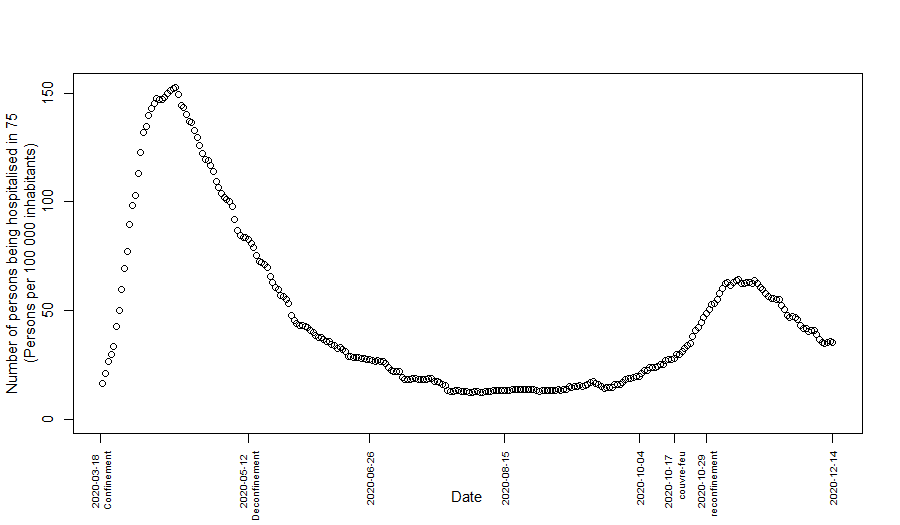 Number of persons being hospitalised in 75
(Persons per 100 000 inhabitants)
150
100
50
0
2020-03-18
Confinement
2020-05-12
Deconfinement
2020-06-26
2020-08-15
2020-10-04
2020-10-17
couvre-feu
2020-10-29
reconfinement
2020-12-14
Date